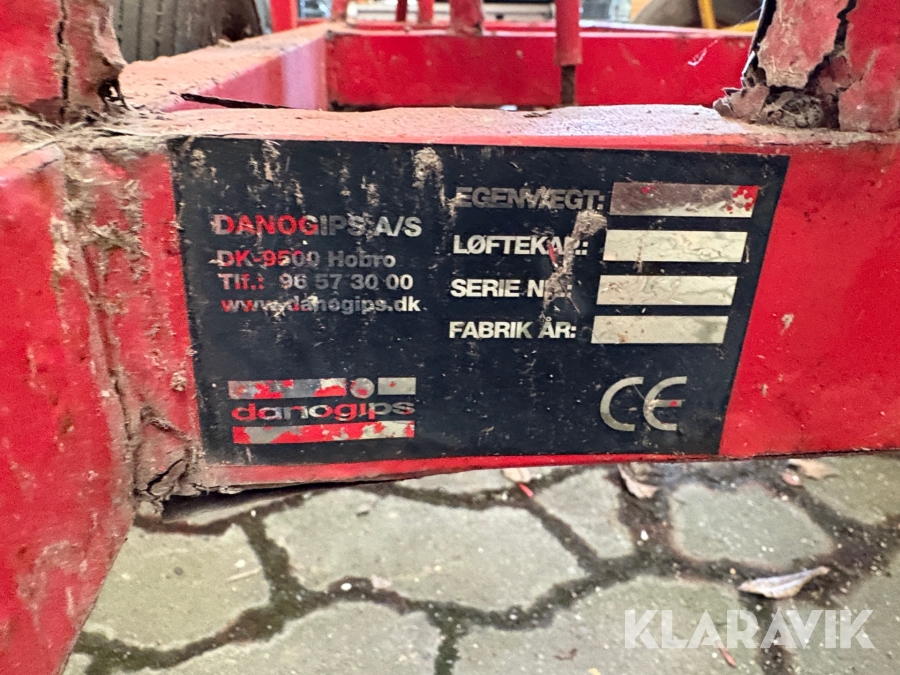 DANOGIPS A/S
DK-9500 Hobro
Tlf.: 96 57 30 00
www.danogips.dk
EGENVÆGT:
LØFTEKAP.:
SERIE NR.:
FABRIK ÅR:
danogips
CE
KLARAVIK